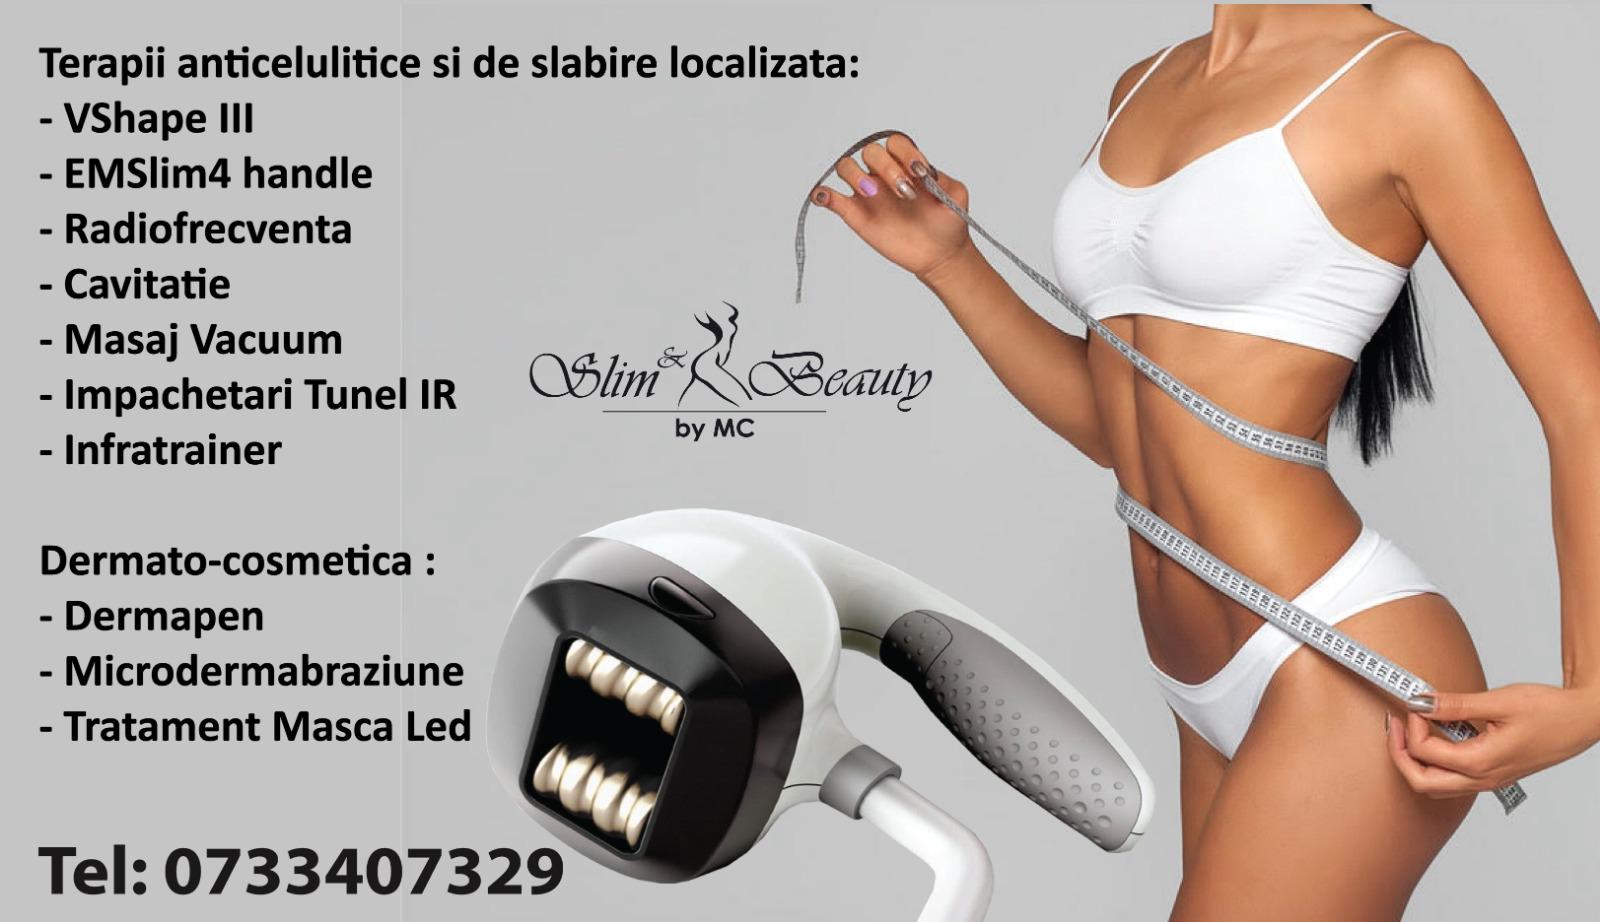 Terapii anticelulitice si de slabire localizata:
- VShape III
- EMSlim4 handle
- Radiofrecventa
- Cavitatie
- Masaj Vacuum
- Impachetari Tunel IR
- Infratrainer
Slim & Beauty
by MC
Dermato-cosmetica :
- Dermapen
- Microdermabraziune
- Tratament Masca Led
Tel: 0733407329